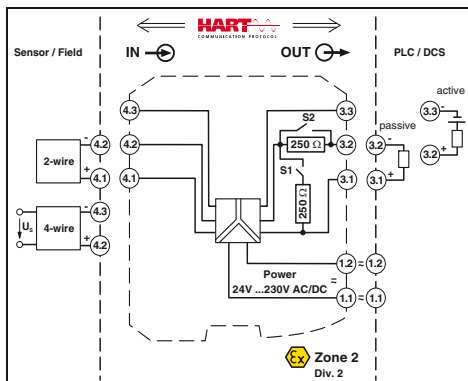 HART
COMMUNICATION PROTOCOL
Sensor / Field
IN
OUT
PLC / DCS
4.3
3.3
active
3.3 -
S2
passive
4.2
-
4.2
250 Ω
3.2
3.2 -
3.2 +
2-wire
S1
4.1
+
4.1
3.1
3.1 +
250 Ω
4.3
-
Us
4-wire
+
4.2
Power
24V ...230V AC/DC
≈
1.2 ≈ 1.2
1.1 ≈ 1.1
Ex
Zone 2
Div. 2